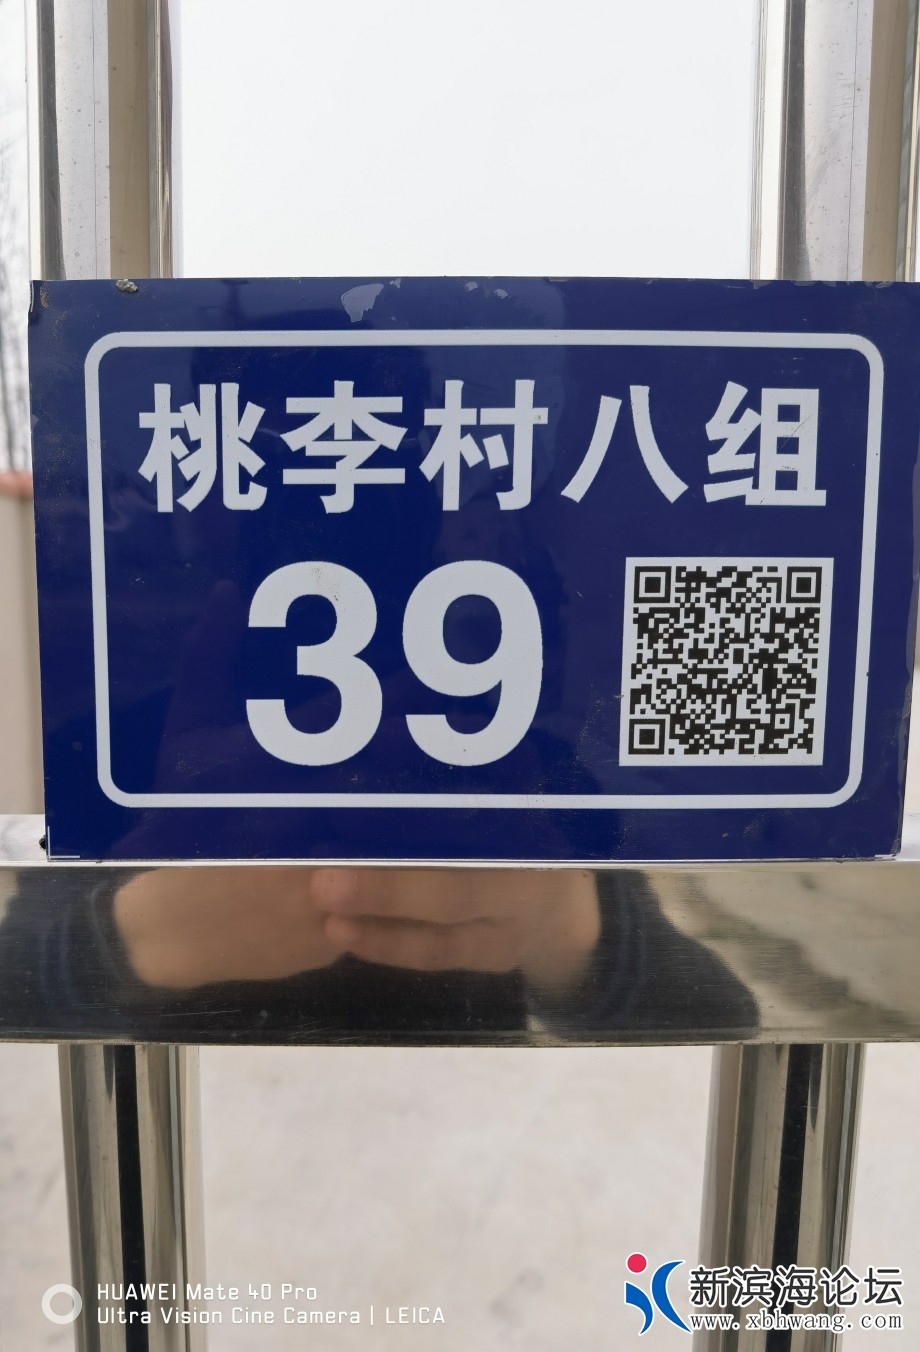 桃李村八组
39
HUAWEI Mate 40 Pro
Ultra Vision Cine Camera | LEICA
新滨海论坛
www.xbhwang.com